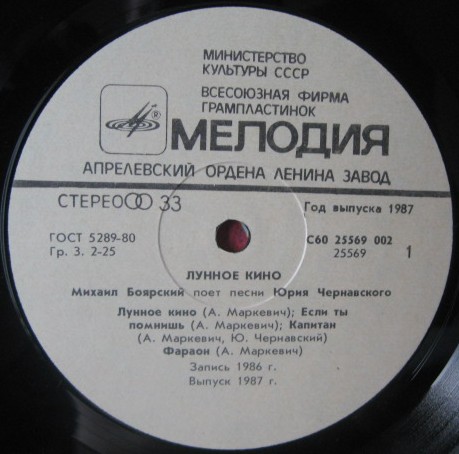 МИНИСТЕРСТВО
КУЛЬТУРЫ СССР
ВСЕСОЮЗНАЯ ФИРМА
ГРАМПЛАСТИНОК
® МЕЛОДИЯ
АПРЕЛЕВСКИЙ ОРДЕНА ЛЕНИНА ЗАВОД
СТЕРЕО 33
Год выпуска 1987
ГОСТ 5289-80
Гр. 3. 2-25
С60 25569 002
25569 1
ЛУННОЕ КИНО
Михаил Боярский поет песни Юрия Чернавского
Лунное кино (А. Маркевич); Если ты
помнишь (А. Маркевич); Капитан
(А. Маркевич, Ю. Чернавский)
Фараон (А. Маркевич)
Запись 1986 г.
Выпуск 1987 г.